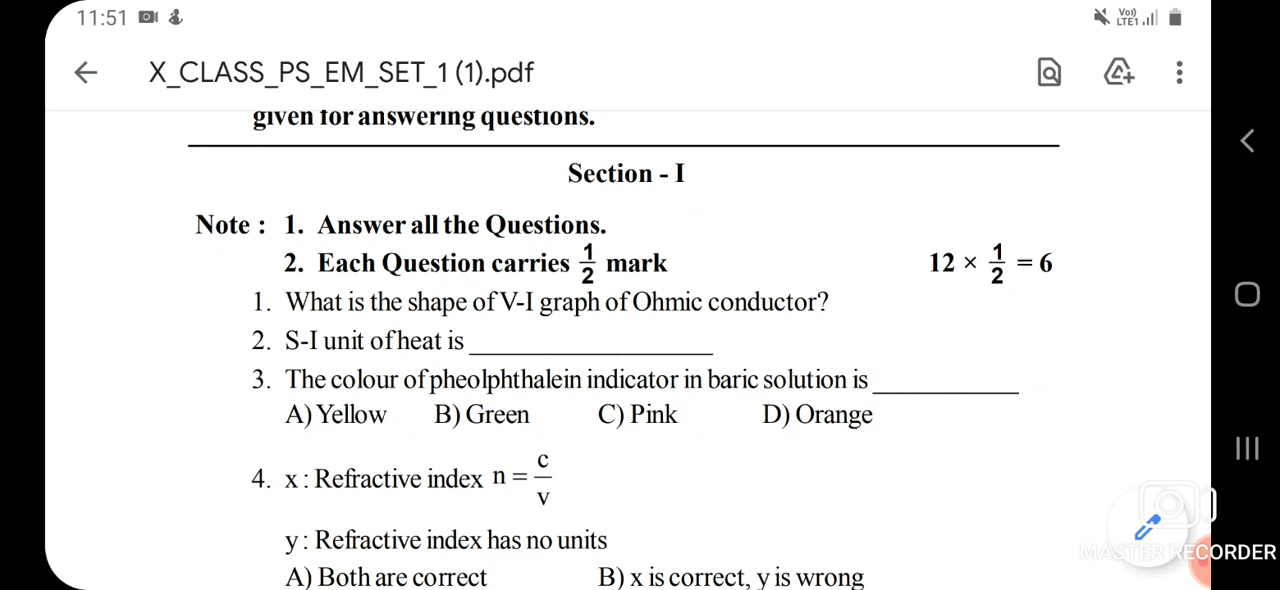 11:51
Vo))
LTE1
X_CLASS_PS_EM_SET_1 (1).pdf
given for answering questions.
Section - I
Note : 1. Answer all the Questions.
2. Each Question carries 1/2 mark 12 × 1/2 = 6
1. What is the shape of V-I graph of Ohmic conductor?
2. S-I unit of heat is ____________
3. The colour of pheolphthalein indicator in baric solution is ____________
A) Yellow B) Green C) Pink D) Orange
4. x : Refractive index n = c/v
y : Refractive index has no units
A) Both are correct B) x is correct, y is wrong
MASTER RECORDER